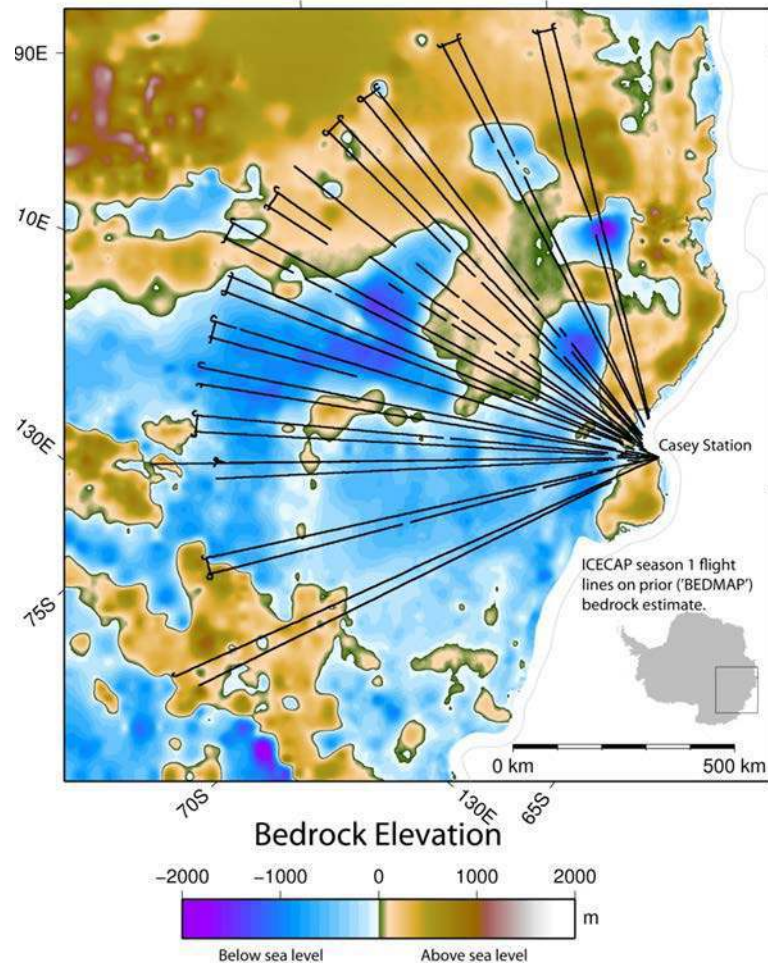 90E
10E
130E
75S
Casey Station
ICECAP season 1 flight
lines on prior ('BEDMAP')
bedrock estimate.
0 km 500 km
70S 130E 65S
Bedrock Elevation
−2000 −1000 0 1000 2000
m
Below sea level Above sea level